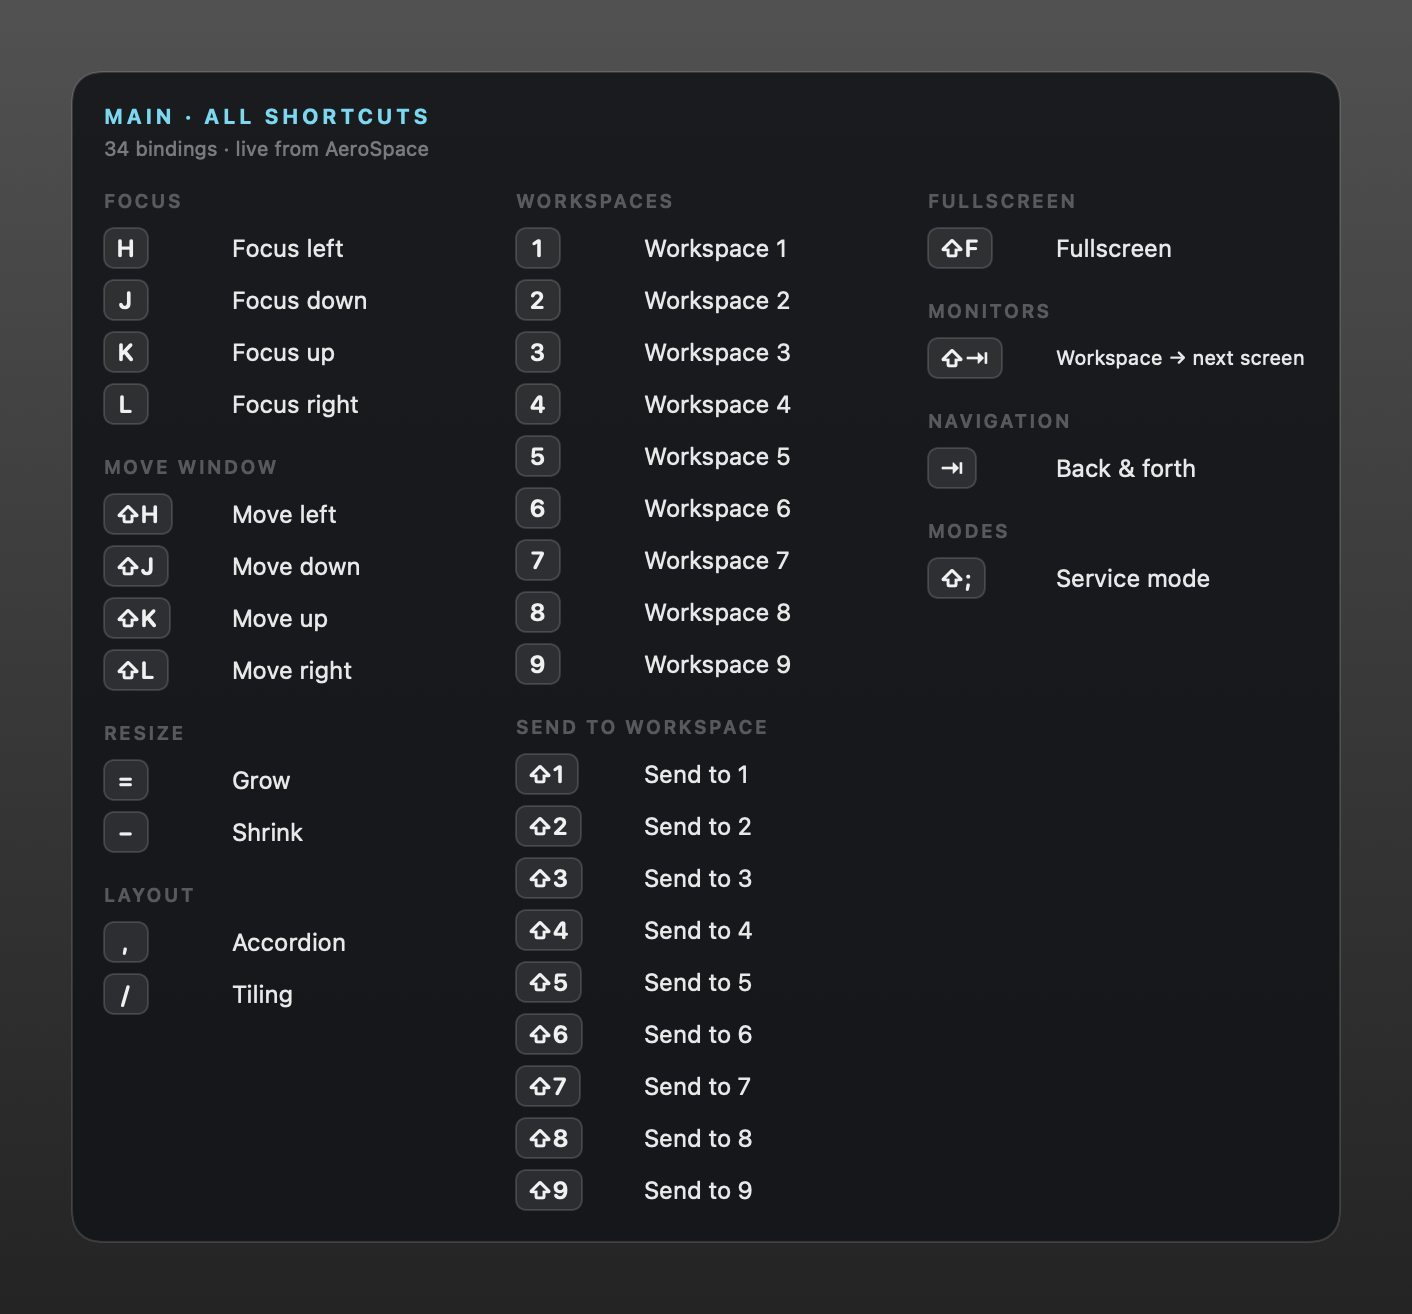 MAIN · ALL SHORTCUTS
34 bindings · live from AeroSpace
FOCUS
H Focus left
J Focus down
K Focus up
L Focus right
MOVE WINDOW
⇧H Move left
⇧J Move down
⇧K Move up
⇧L Move right
RESIZE
= Grow
− Shrink
LAYOUT
, Accordion
/ Tiling
WORKSPACES
1 Workspace 1
2 Workspace 2
3 Workspace 3
4 Workspace 4
5 Workspace 5
6 Workspace 6
7 Workspace 7
8 Workspace 8
9 Workspace 9
SEND TO WORKSPACE
⇧1 Send to 1
⇧2 Send to 2
⇧3 Send to 3
⇧4 Send to 4
⇧5 Send to 5
⇧6 Send to 6
⇧7 Send to 7
⇧8 Send to 8
⇧9 Send to 9
FULLSCREEN
⇧F Fullscreen
MONITORS
⇧⇥ Workspace → next screen
NAVIGATION
⇥ Back & forth
MODES
⇧; Service mode